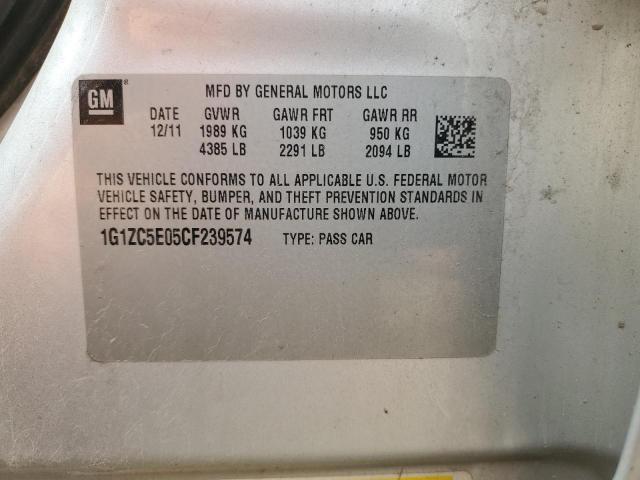 GM ®
MFD BY GENERAL MOTORS LLC
DATE GVWR GAWR FRT GAWR RR
12/11 1989 KG 1039 KG 950 KG
4385 LB 2291 LB 2094 LB
THIS VEHICLE CONFORMS TO ALL APPLICABLE U.S. FEDERAL MOTOR
VEHICLE SAFETY, BUMPER, AND THEFT PREVENTION STANDARDS IN
EFFECT ON THE DATE OF MANUFACTURE SHOWN ABOVE.
1G1ZC5E05CF239574 TYPE: PASS CAR